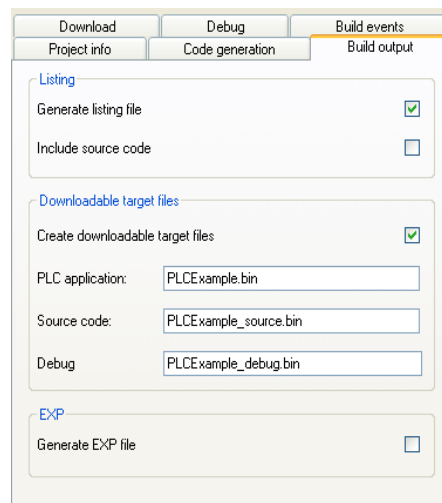 Download Debug Build events
Project info Code generation Build output
Listing
Generate listing file
Include source code
Downloadable target files
Create downloadable target files
PLC application: PLCExample.bin
Source code: PLCExample_source.bin
Debug PLCExample_debug.bin
EXP
Generate EXP file